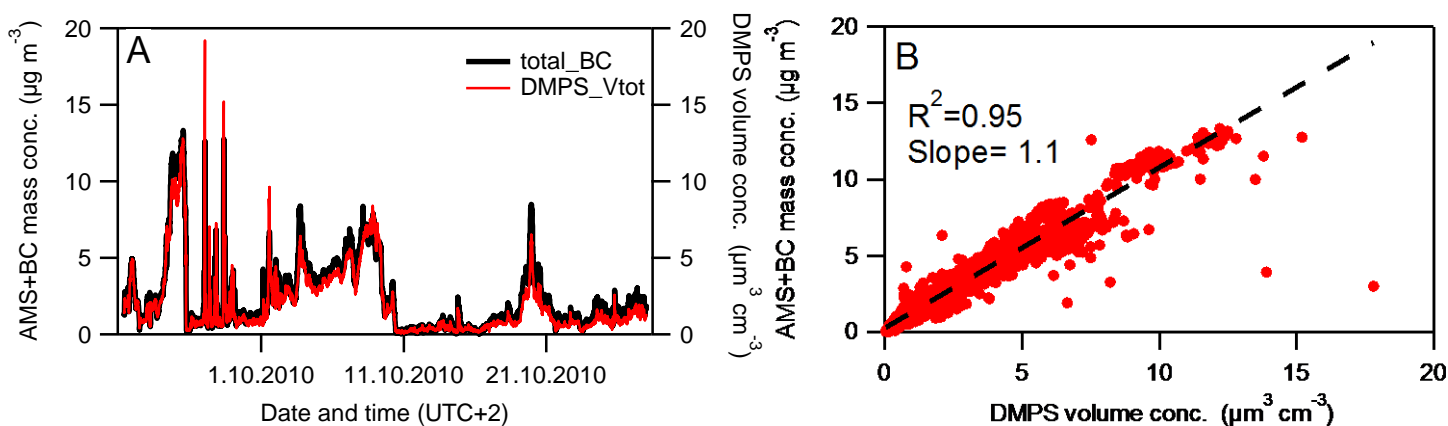 A
total_BC
DMPS_Vtot
20
15
10
5
0
AMS+BC mass conc. (µg m⁻³)
20
15
10
5
0
DMPS volume conc. (µm³ cm⁻³)
1.10.2010
11.10.2010
21.10.2010
Date and time (UTC+2)
B
R²=0.95
Slope= 1.1
20
15
10
5
0
AMS+BC mass conc. (µg m⁻³)
0
5
10
15
20
DMPS volume conc. (µm³ cm⁻³)